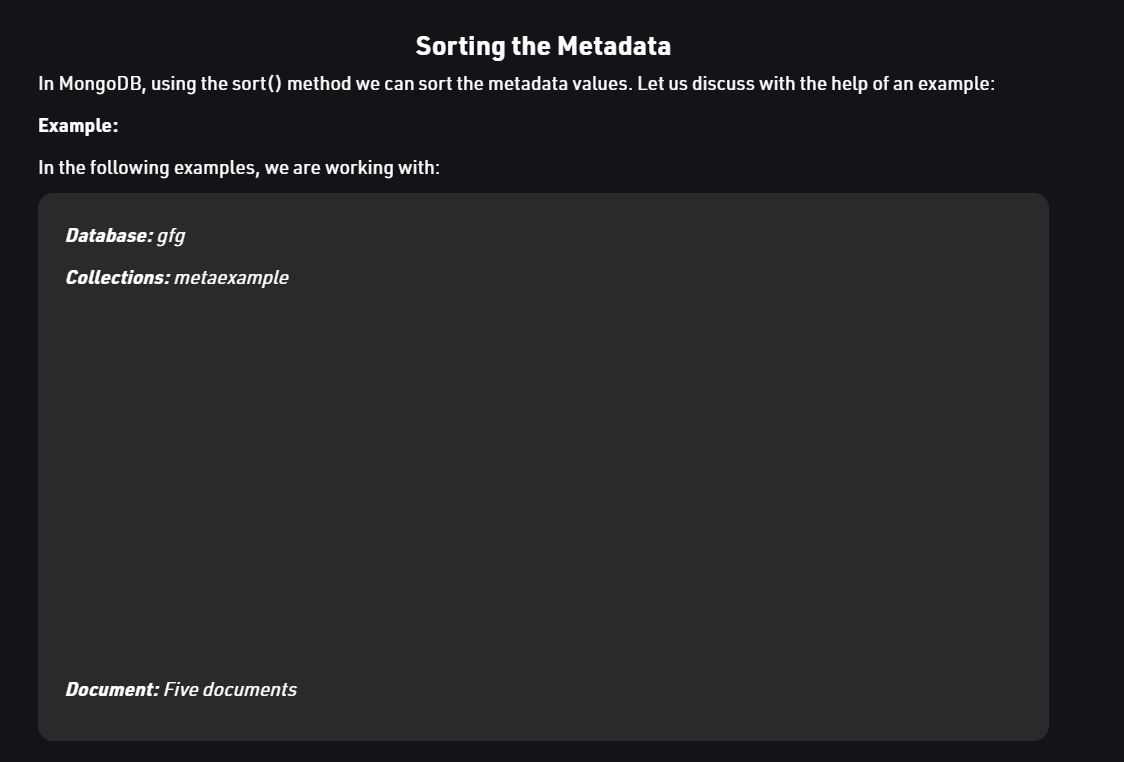 Sorting the Metadata
In MongoDB, using the sort() method we can sort the metadata values. Let us discuss with the help of an example:
Example:
In the following examples, we are working with:
Database: gfg
Collections: metaexample
Document: Five documents